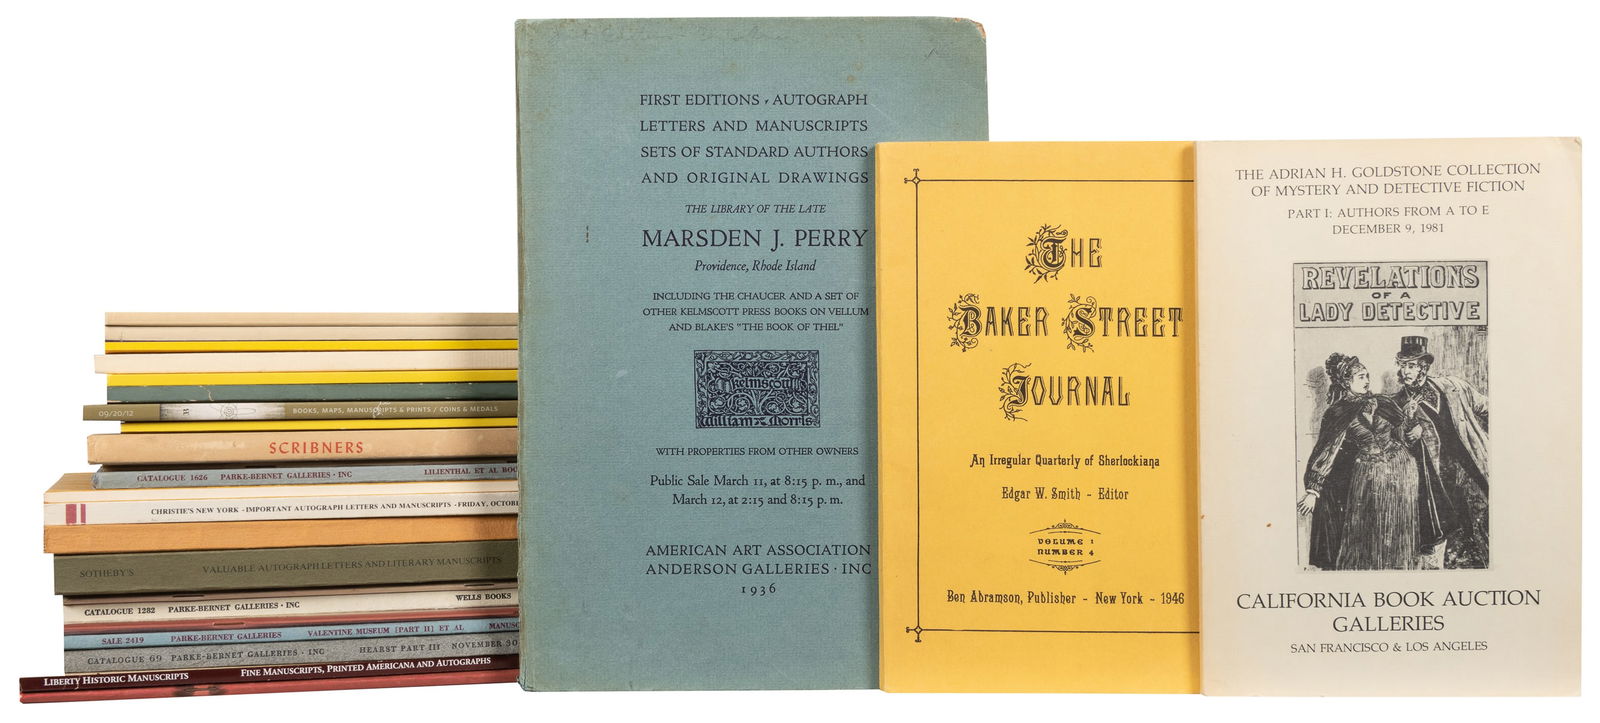 09/20/12 BOOKS, MAPS, MANUSCRIPTS & PRINTS / COINS & MEDALS
SCRIBNERS
CATALOGUE 1626 PARKE-BERNET GALLERIES · INC LILIENTHAL ET AL BOO
CHRISTIE'S NEW YORK - IMPORTANT AUTOGRAPH LETTERS AND MANUSCRIPTS - FRIDAY, OCTOB
SOTHEBY'S VALUABLE AUTOGRAPH LETTERS AND LITERARY MANUSCRIPTS
CATALOGUE 1282 PARKE-BERNET GALLERIES · INC WELLS BOOKS
SALE 2419 PARKE-BERNET GALLERIES VALENTINE MUSEUM [PART II] ET AL MANUSC
CATALOGUE 69 PARKE-BERNET GALLERIES · INC HEARST PART III NOVEMBER 30
LIBERTY HISTORIC MANUSCRIPTS FINE MANUSCRIPTS, PRINTED AMERICANA AND AUTOGRAPHS
FIRST EDITIONS · AUTOGRAPH
LETTERS AND MANUSCRIPTS
SETS OF STANDARD AUTHORS
AND ORIGINAL DRAWINGS
THE LIBRARY OF THE LATE
MARSDEN J. PERRY
Providence, Rhode Island
INCLUDING THE CHAUCER AND A SET OF
OTHER KELMSCOTT PRESS BOOKS ON VELLUM
AND BLAKE'S "THE BOOK OF THEL"
kelmscott
William Morris
WITH PROPERTIES FROM OTHER OWNERS
Public Sale March 11, at 8:15 p. m., and
March 12, at 2:15 and 8:15 p. m.
AMERICAN ART ASSOCIATION
ANDERSON GALLERIES · INC
1936
THE
BAKER STREET
JOURNAL
An Irregular Quarterly of Sherlockiana
Edgar W. Smith - Editor
VOLUME 1
NUMBER 4
Ben Abramson, Publisher - New York - 1946
THE ADRIAN H. GOLDSTONE COLLECTION
OF MYSTERY AND DETECTIVE FICTION
PART I: AUTHORS FROM A TO E
DECEMBER 9, 1981
REVELATIONS
OF A
LADY DETECTIVE
CALIFORNIA BOOK AUCTION
GALLERIES
SAN FRANCISCO & LOS ANGELES